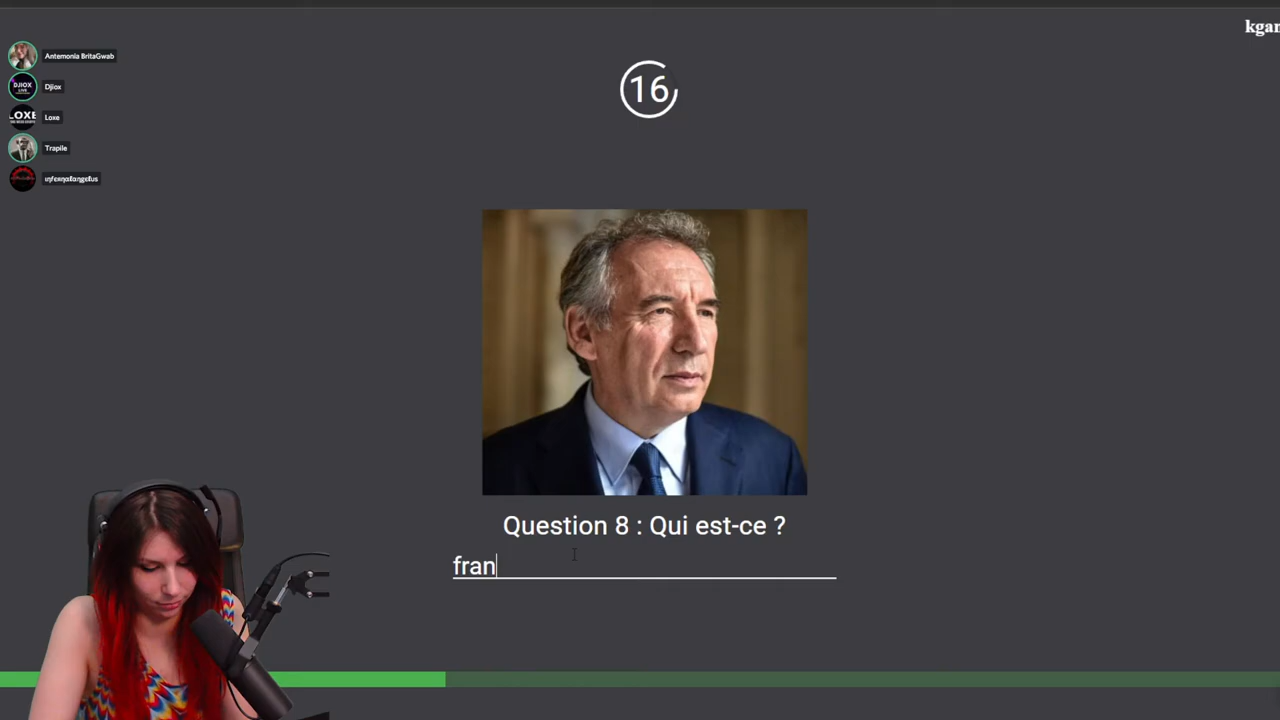 kgar
16
Antemonia BritaGwab
Djiox
Loxe
Trapile
Question 8 : Qui est-ce ?
fran